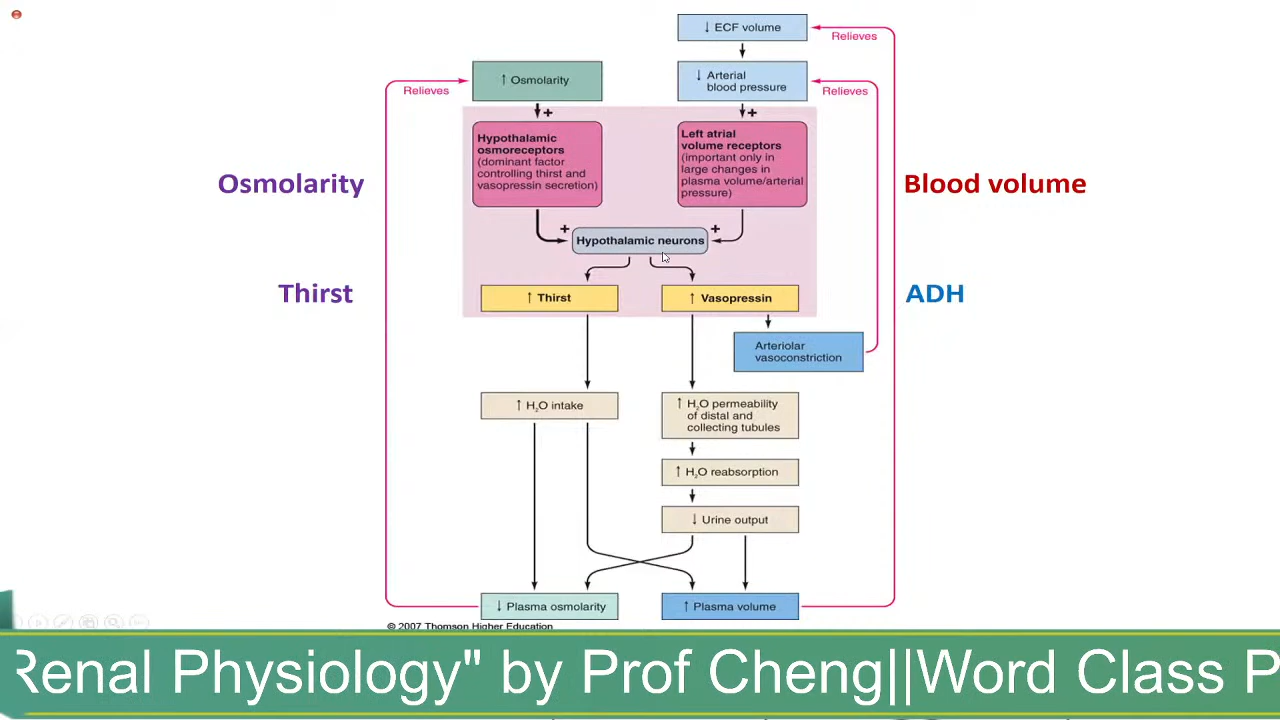 ↓ ECF volume
Relieves
↑ Osmolarity
↓ Arterial
blood pressure
Relieves
Relieves
+
+
Hypothalamic
osmoreceptors
(dominant factor
controlling thirst and
vasopressin secretion)
Left atrial
volume receptors
(important only in
large changes in
plasma volume/arterial
pressure)
Osmolarity
Blood volume
+
+
Hypothalamic neurons
Thirst
↑ Thirst
↑ Vasopressin
ADH
Arteriolar
vasoconstriction
↑ H₂O intake
↑ H₂O permeability
of distal and
collecting tubules
↑ H₂O reabsorption
↓ Urine output
↓ Plasma osmolarity
↑ Plasma volume
© 2007 Thomson Higher Education
Renal Physiology" by Prof Cheng||Word Class P